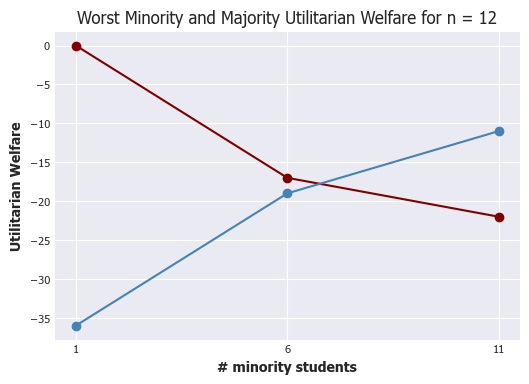 Worst Minority and Majority Utilitarian Welfare for n = 12
0
−5
−10
−15
−20
−25
−30
−35
Utilitarian Welfare
1 6 11
# minority students